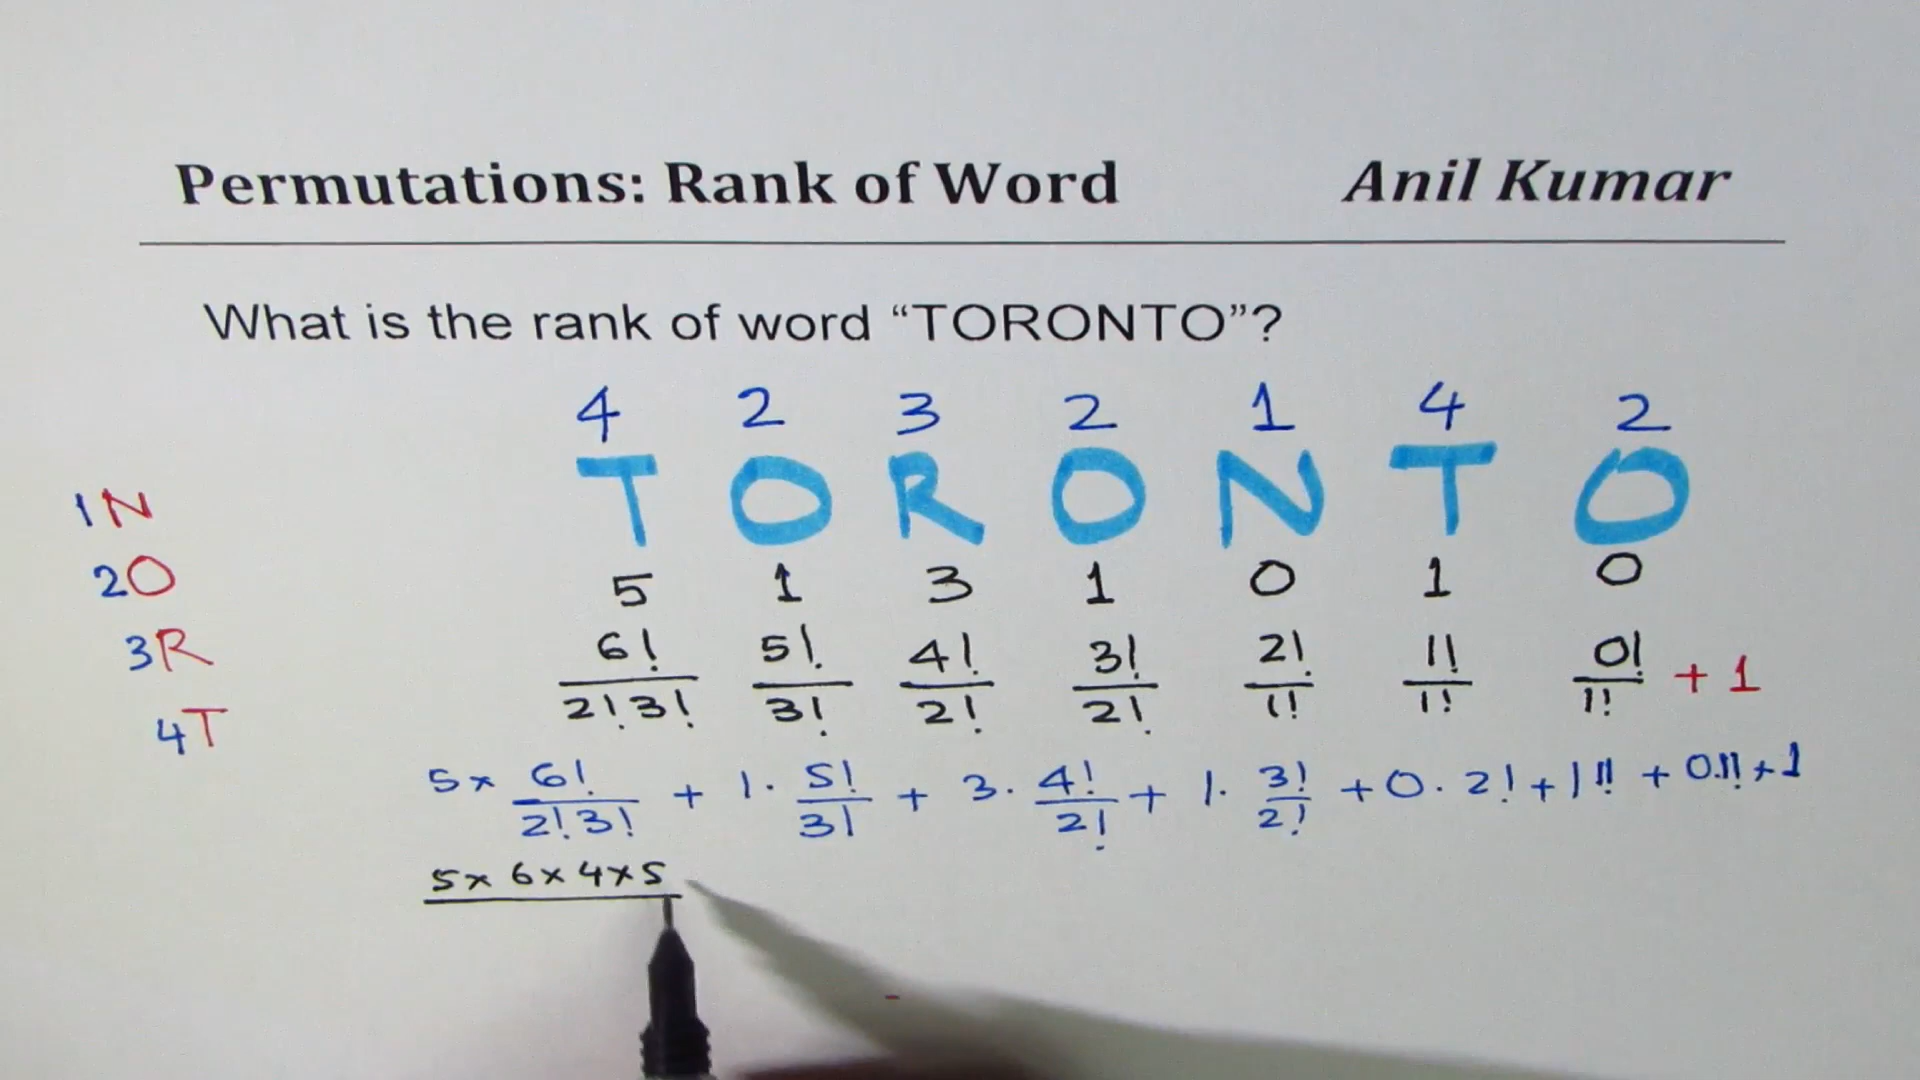 Permutations: Rank of Word Anil Kumar
What is the rank of word “TORONTO”?
4 2 3 2 1 4 2
T O R O N T O
1N
2O
3R
4T
5 1 3 1 0 1 0
6!/2!3! 5!/3! 4!/2! 3!/2! 2!/1! 1!/1! 0!/1! + 1
5 × 6!/2!3! + 1 · 5!/3! + 3 · 4!/2! + 1 · 3!/2! + 0 · 2! + 1 1! + 0.1! + 1
5 × 6 × 4 × 5